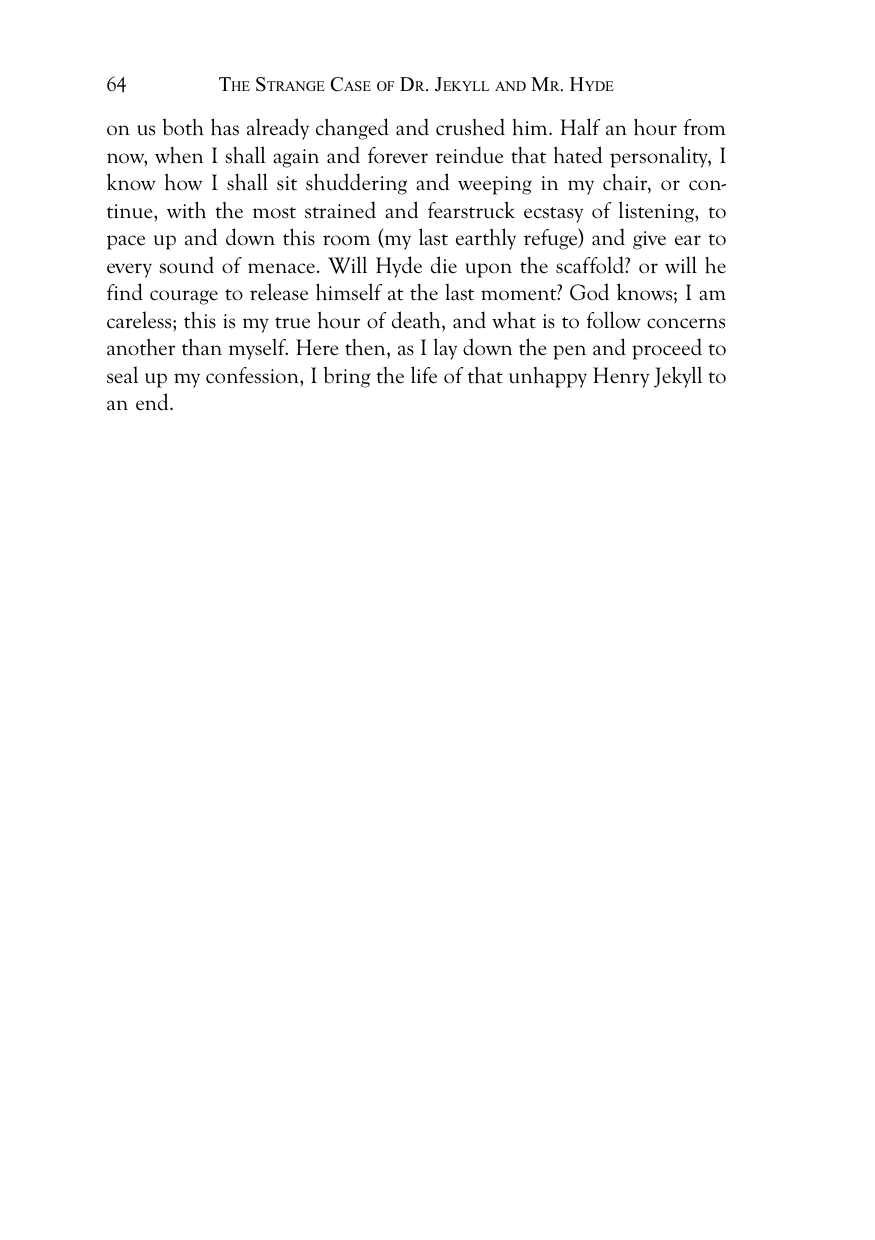 64 THE STRANGE CASE OF DR. JEKYLL AND MR. HYDE
on us both has already changed and crushed him. Half an hour from
now, when I shall again and forever reindue that hated personality, I
know how I shall sit shuddering and weeping in my chair, or con-
tinue, with the most strained and fearstruck ecstasy of listening, to
pace up and down this room (my last earthly refuge) and give ear to
every sound of menace. Will Hyde die upon the scaffold? or will he
find courage to release himself at the last moment? God knows; I am
careless; this is my true hour of death, and what is to follow concerns
another than myself. Here then, as I lay down the pen and proceed to
seal up my confession, I bring the life of that unhappy Henry Jekyll to
an end.